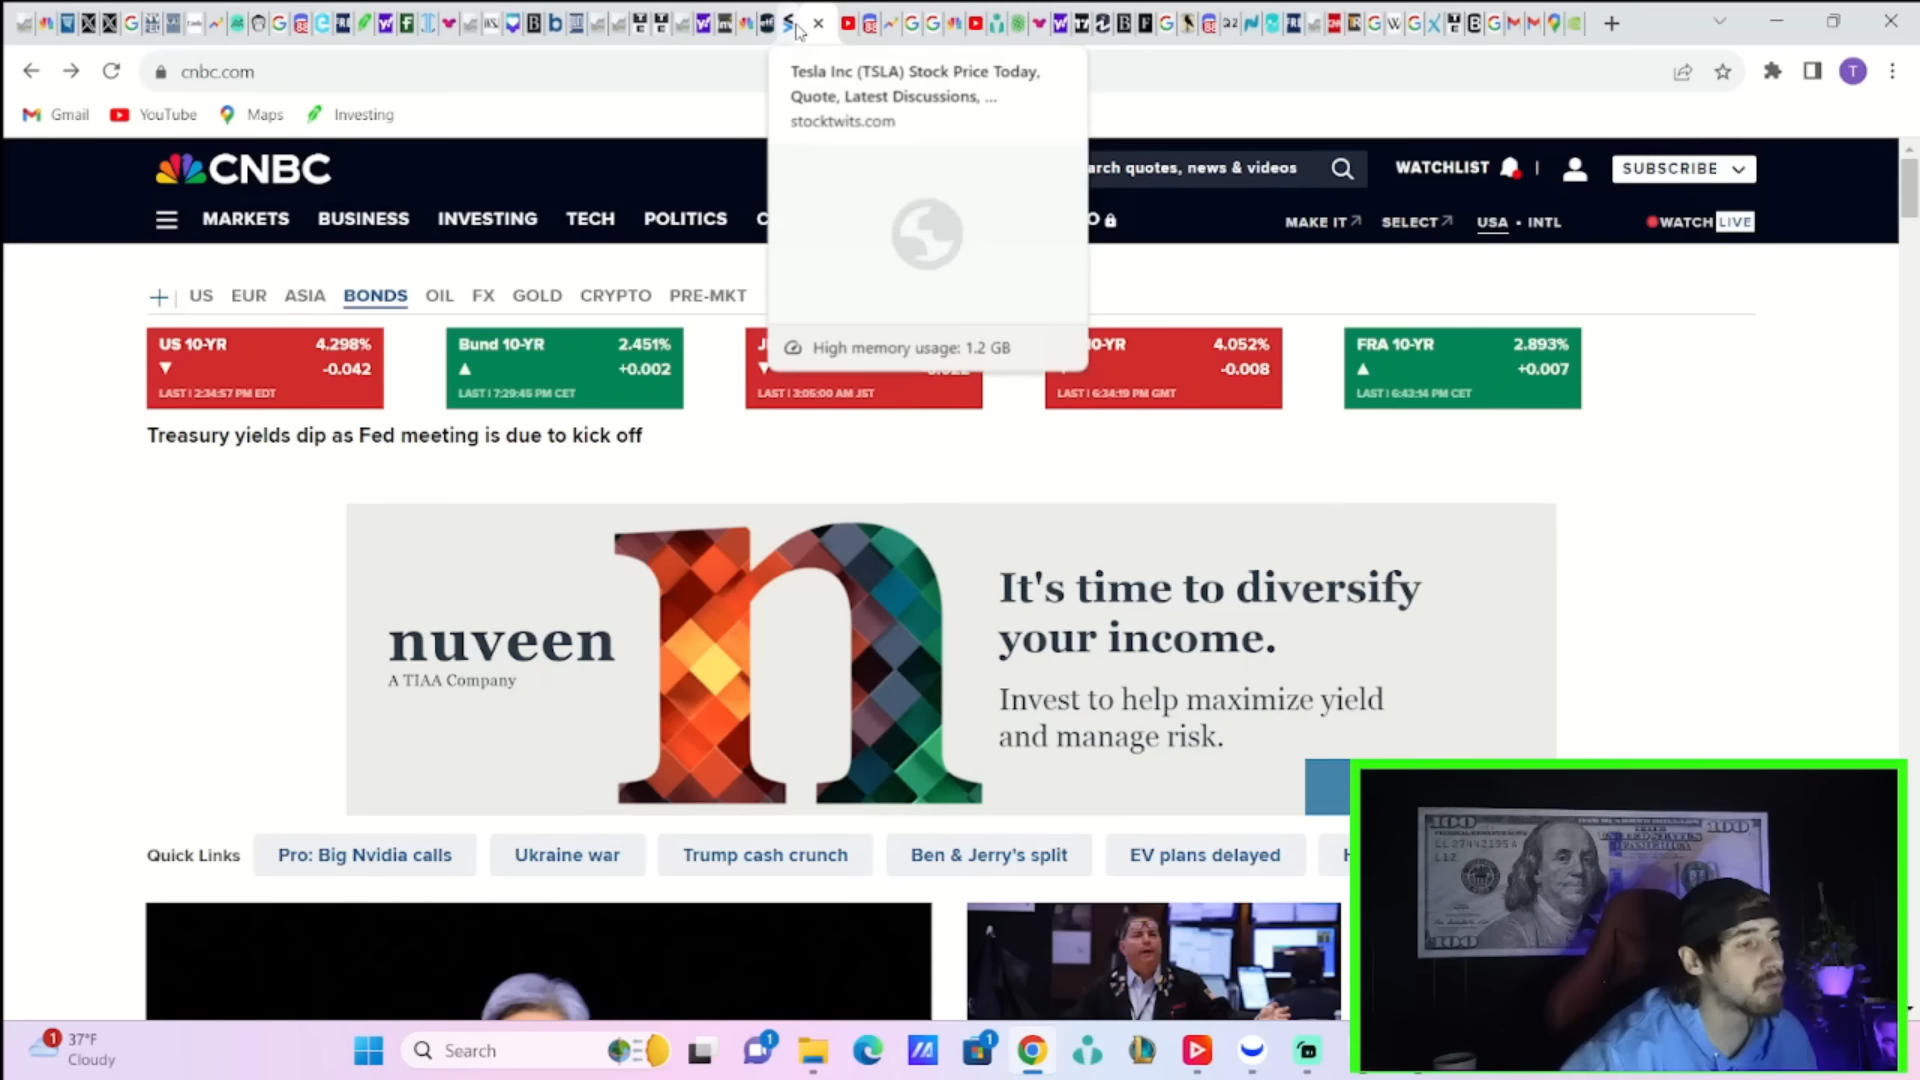 cnbc.com
Tesla Inc (TSLA) Stock Price Today,
Quote, Latest Discussions, ...
stocktwits.com
T
Gmail
YouTube
Maps
Investing
CNBC
quotes, news & videos
WATCHLIST
SUBSCRIBE
MARKETS
BUSINESS
INVESTING
TECH
POLITICS
MAKE IT
SELECT
USA • INTL
WATCH LIVE
US
EUR
ASIA
BONDS
OIL
FX
GOLD
CRYPTO
PRE-MKT
High memory usage: 1.2 GB
US 10-YR 4.298%
-0.042
LAST | 2:34:57 PM EDT
Bund 10-YR 2.451%
+0.002
LAST | 7:29:45 PM CET
LAST | 3:05:00 AM JST
0-YR 4.052%
-0.008
LAST | 6:34:19 PM GMT
FRA 10-YR 2.893%
+0.007
LAST | 6:43:14 PM CET
Treasury yields dip as Fed meeting is due to kick off
nuveen
A TIAA Company
It's time to diversify
your income.
Invest to help maximize yield
and manage risk.
Quick Links
Pro: Big Nvidia calls
Ukraine war
Trump cash crunch
Ben & Jerry's split
EV plans delayed
100
100
100
1
37°F
Cloudy
Search
1
1